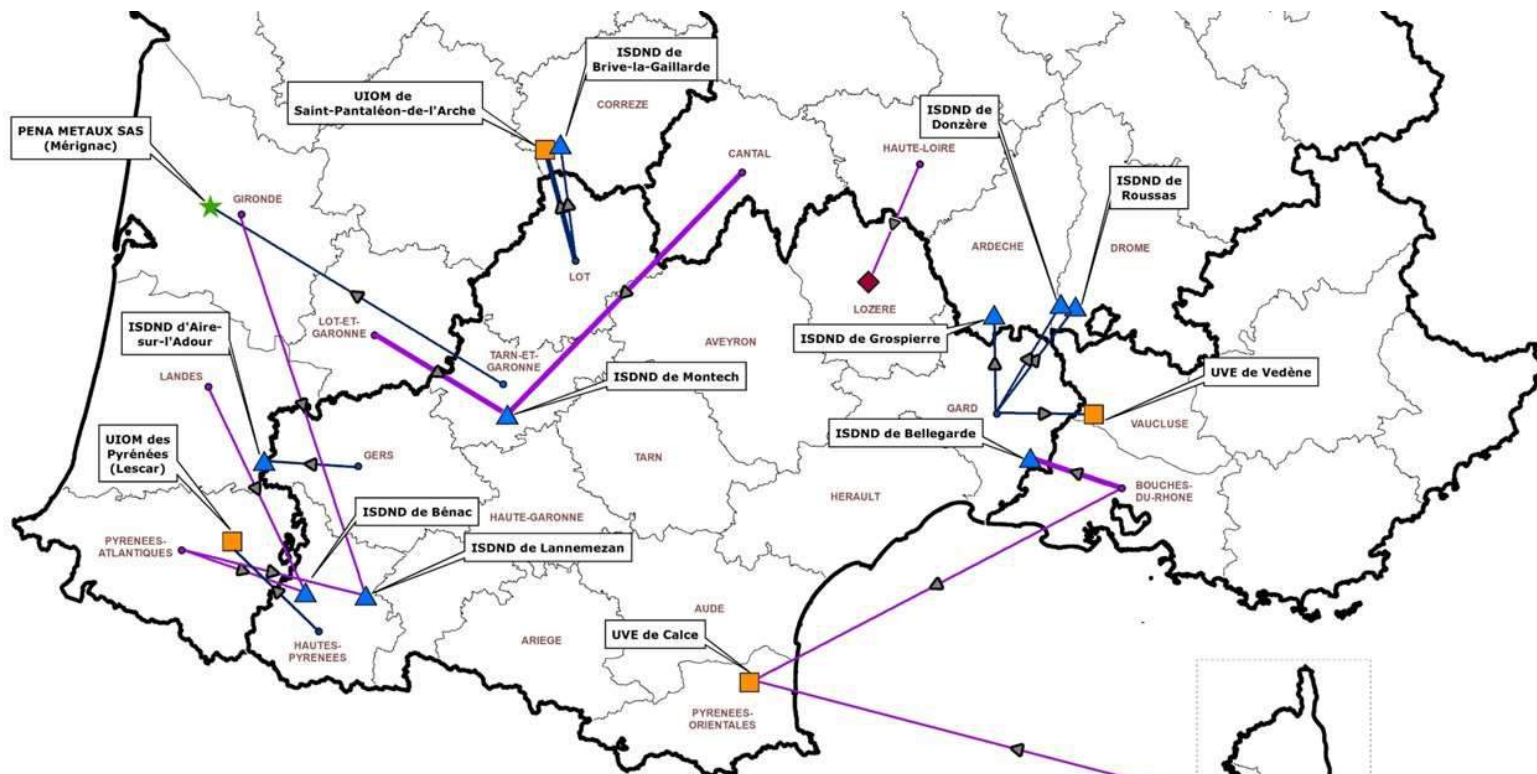 ISDND de
Brive-la-Gaillarde
UIOM de
Saint-Pantaléon-de-l'Arche
CORREZE
ISDND de
Donzère
PENA METAUX SAS
(Mérignac)
CANTAL
HAUTE-LOIRE
ISDND de
Roussas
GIRONDE
ARDECHE
DROME
LOT
LOZERE
ISDND d'Aire-
sur-l'Adour
LOT-ET-
GARONNE
ISDND de Grospierre
AVEYRON
TARN-ET-
GARONNE
LANDES
ISDND de Montech
UVE de Vedène
GARD
VAUCLUSE
ISDND de Bellegarde
UIOM des
Pyrénées
(Lescar)
GERS
TARN
BOUCHES-
DU-RHONE
HERAULT
ISDND de Bénac
HAUTE-GARONNE
PYRENEES-
ATLANTIQUES
ISDND de Lannemezan
AUDE
UVE de Calce
ARIEGE
HAUTES-
PYRENEES
PYRENEES-
ORIENTALES